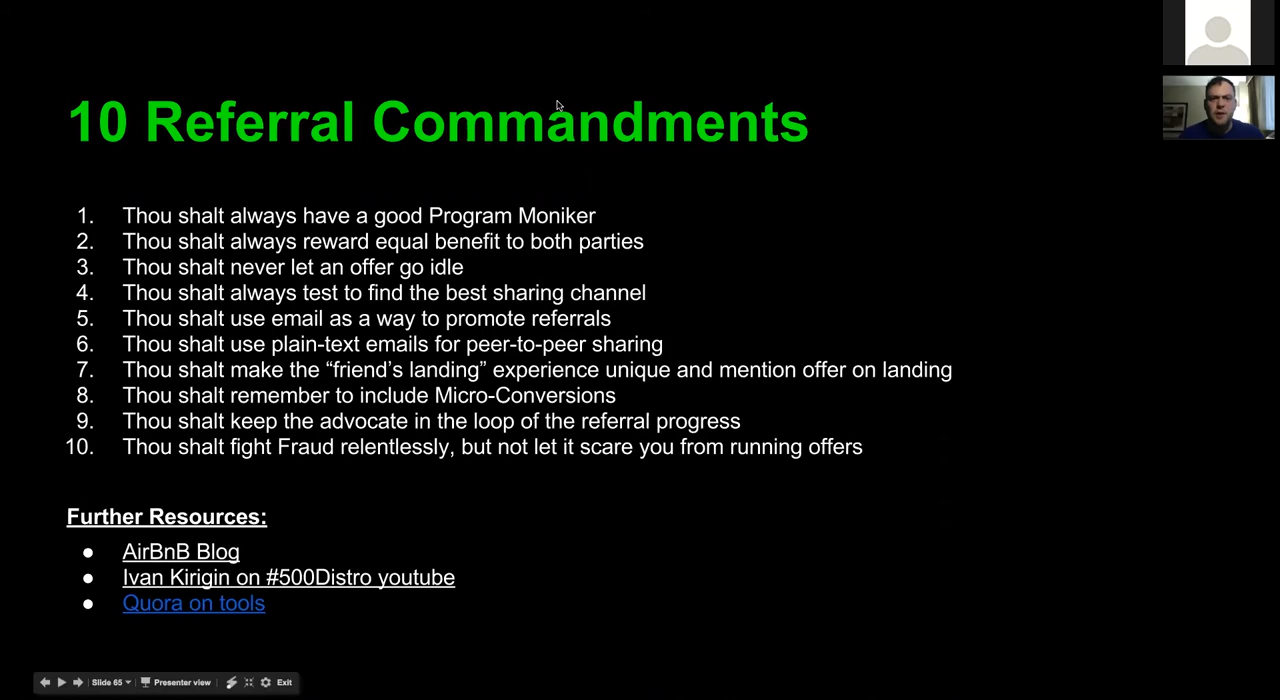 10 Referral Commandments
1. Thou shalt always have a good Program Moniker
2. Thou shalt always reward equal benefit to both parties
3. Thou shalt never let an offer go idle
4. Thou shalt always test to find the best sharing channel
5. Thou shalt use email as a way to promote referrals
6. Thou shalt use plain-text emails for peer-to-peer sharing
7. Thou shalt make the “friend’s landing” experience unique and mention offer on landing
8. Thou shalt remember to include Micro-Conversions
9. Thou shalt keep the advocate in the loop of the referral progress
10. Thou shalt fight Fraud relentlessly, but not let it scare you from running offers
Further Resources:
● AirBnB Blog
● Ivan Kirigin on #500Distro youtube
● Quora on tools
Slide 65 Presenter view Exit